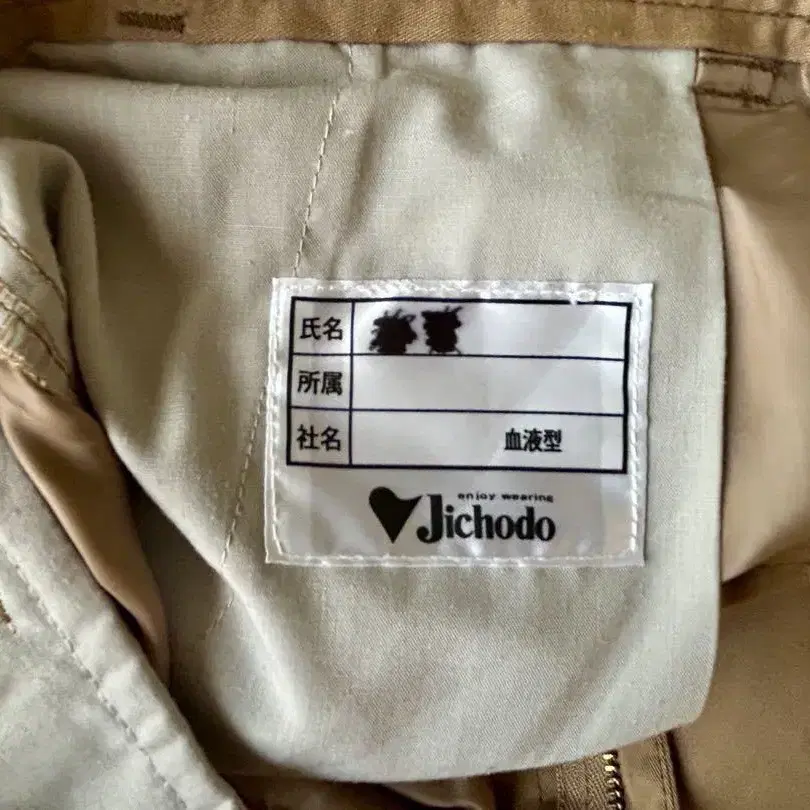 氏名
所属
社名 血液型
enjoy wearing
Jichodo